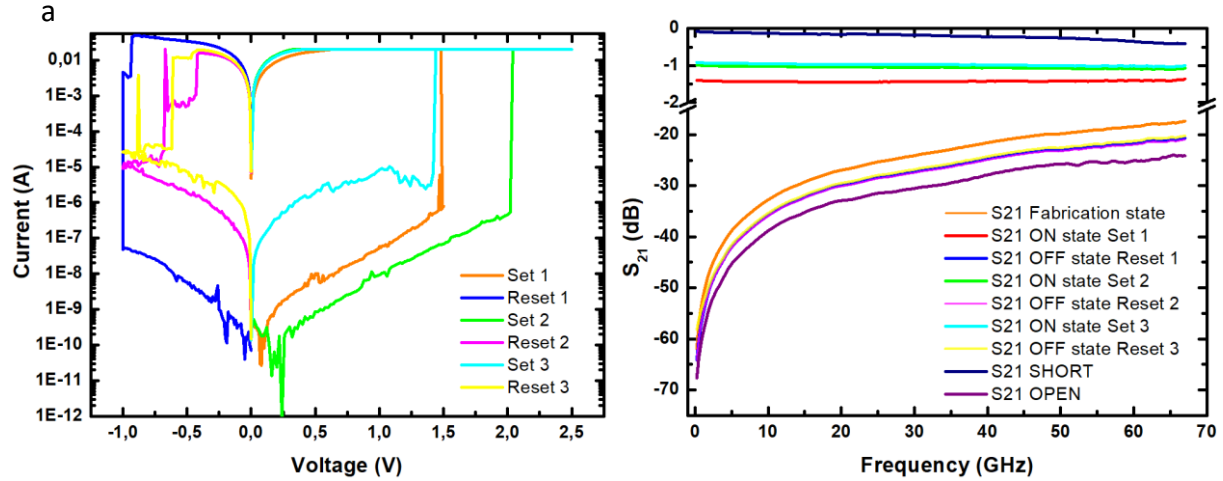 a
0,01
1E-3
1E-4
1E-5
1E-6
1E-7
1E-8
1E-9
1E-10
1E-11
1E-12
Current (A)
Set 1
Reset 1
Set 2
Reset 2
Set 3
Reset 3
-1,0 -0,5 0,0 0,5 1,0 1,5 2,0 2,5
Voltage (V)
0
-1
-2
-20
-30
-40
-50
-60
-70
S21 (dB)
S21 Fabrication state
S21 ON state Set 1
S21 OFF state Reset 1
S21 ON state Set 2
S21 OFF state Reset 2
S21 ON state Set 3
S21 OFF state Reset 3
S21 SHORT
S21 OPEN
0 10 20 30 40 50 60 70
Frequency (GHz)